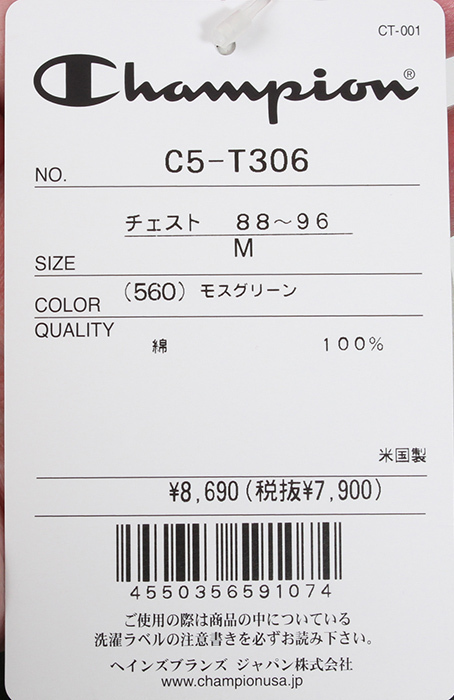 CT-001
Champion®
NO. C5-T306
チェスト 88〜96
SIZE M
COLOR (560) モスグリーン
QUALITY
綿 100%
米国製
¥8,690(税抜¥7,900)
4550356591074
ご使用の際は商品の中についている
洗濯ラベルの注意書きを必ずお読み下さい。
ヘインズブランズ ジャパン株式会社
www.championusa.jp